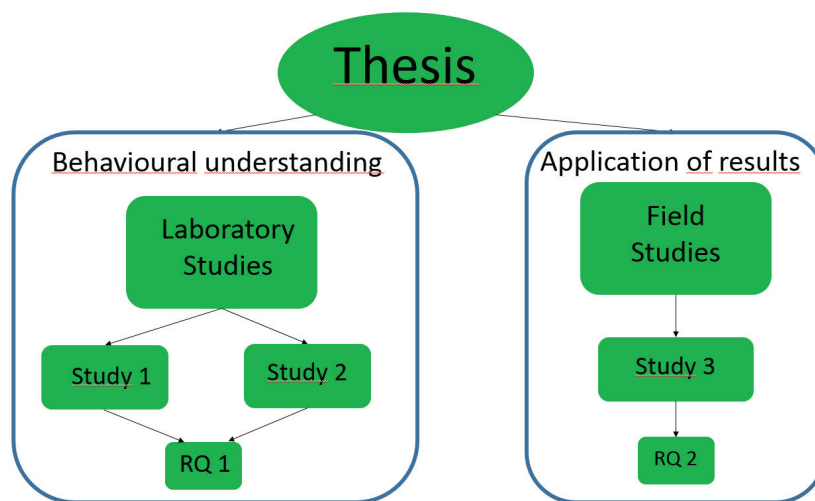 Thesis
Behavioural understanding
Laboratory
Studies
Study 1
Study 2
RQ 1
Application of results
Field
Studies
Study 3
RQ 2